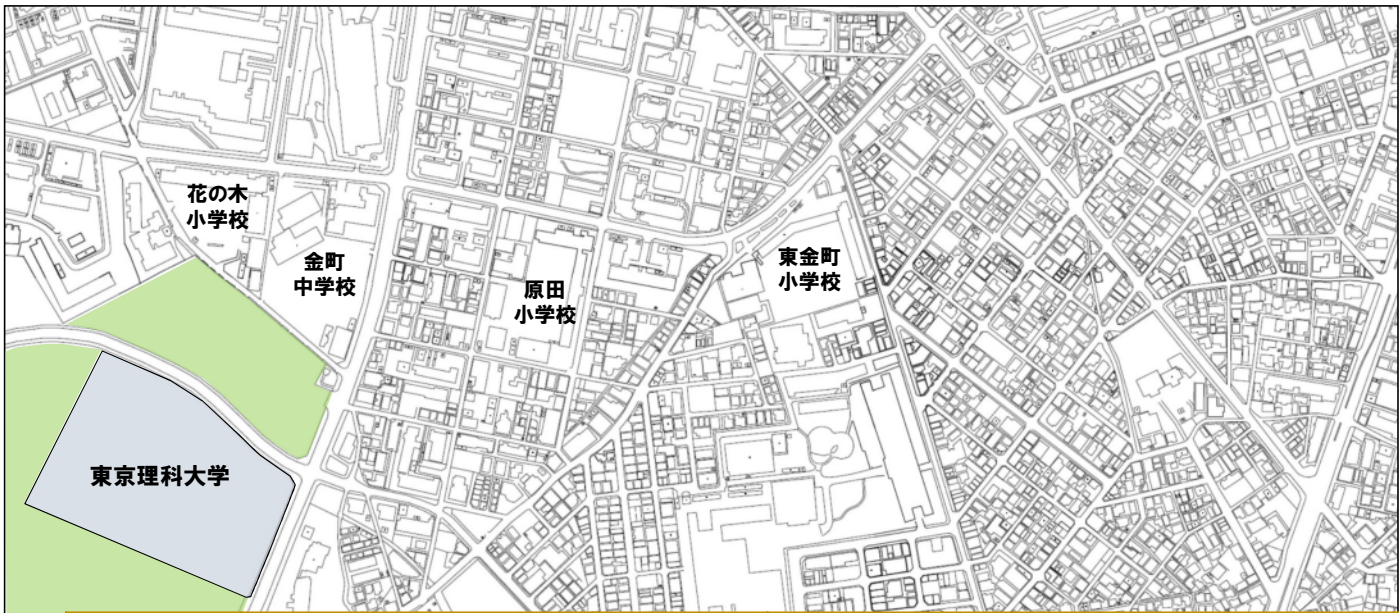 花の木
小学校
金町
中学校
原田
小学校
東金町
小学校
東京理科大学